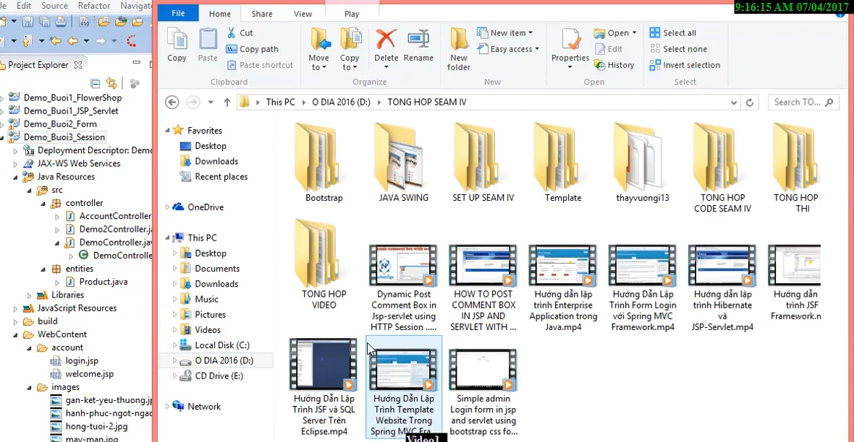 File Edit Source Refactor Navigate
File Home Share View Play
9:16:15 AM 07/04/2017
Copy
Paste
Cut
Copy path
Paste shortcut
Move to
Copy to
Delete
Rename
New folder
New item
Easy access
Properties
Open
Edit
History
Select all
Select none
Invert selection
Clipboard
Organize
New
Open
Select
This PC
O DIA 2016 (D:)
TONG HOP SEAM IV
Search TO...
Project Explorer
Demo_Buoi1_FlowerShop
Demo_Buoi1_JSP_Servlet
Demo_Buoi2_Form
Demo_Buoi3_Session
Deployment Descriptor: Demo
JAX-WS Web Services
Java Resources
src
controller
AccountController
Demo2Controller.j
DemoController.jav
DemoControlle
entities
Product.java
Libraries
JavaScript Resources
build
WebContent
account
login.jsp
welcome.jsp
images
gan-ket-yeu-thuong.jp
hanh-phuc-ngot-ngao
hong-tuoi-2.jpg
may-man.jpg
Favorites
Desktop
Downloads
Recent places
OneDrive
This PC
Desktop
Documents
Downloads
Music
Pictures
Videos
Local Disk (C:)
O DIA 2016 (D:)
CD Drive (E:)
Network
Bootstrap
JAVA SWING
SET UP SEAM IV
Template
thayvuongi13
TONG HOP
CODE SEAM IV
TONG HOP
THI
TONG HOP
VIDEO
Dynamic Post
Comment Box in
Jsp-servlet using
HTTP Session .....
HOW TO POST
COMMENT BOX
IN JSP AND
SERVLET WITH ...
Hướng dẫn lập
trình Enterprise
Application trong
Java.mp4
Hướng Dẫn Lập
Trình Form Login
với Spring MVC
Framework.mp4
Hướng dẫn lập
trình Hibernate
và
JSP-Servlet.mp4
Hướng dẫn
trình JSF
Framework.m
Hướng Dẫn Lập
Trình JSF và SQL
Server Trên
Eclipse.mp4
Hướng Dẫn Lập
Trình Template
Website Trong
Spring MVC Fra...
Simple admin
Login form in jsp
and servlet using
bootstrap css fo...
Video1